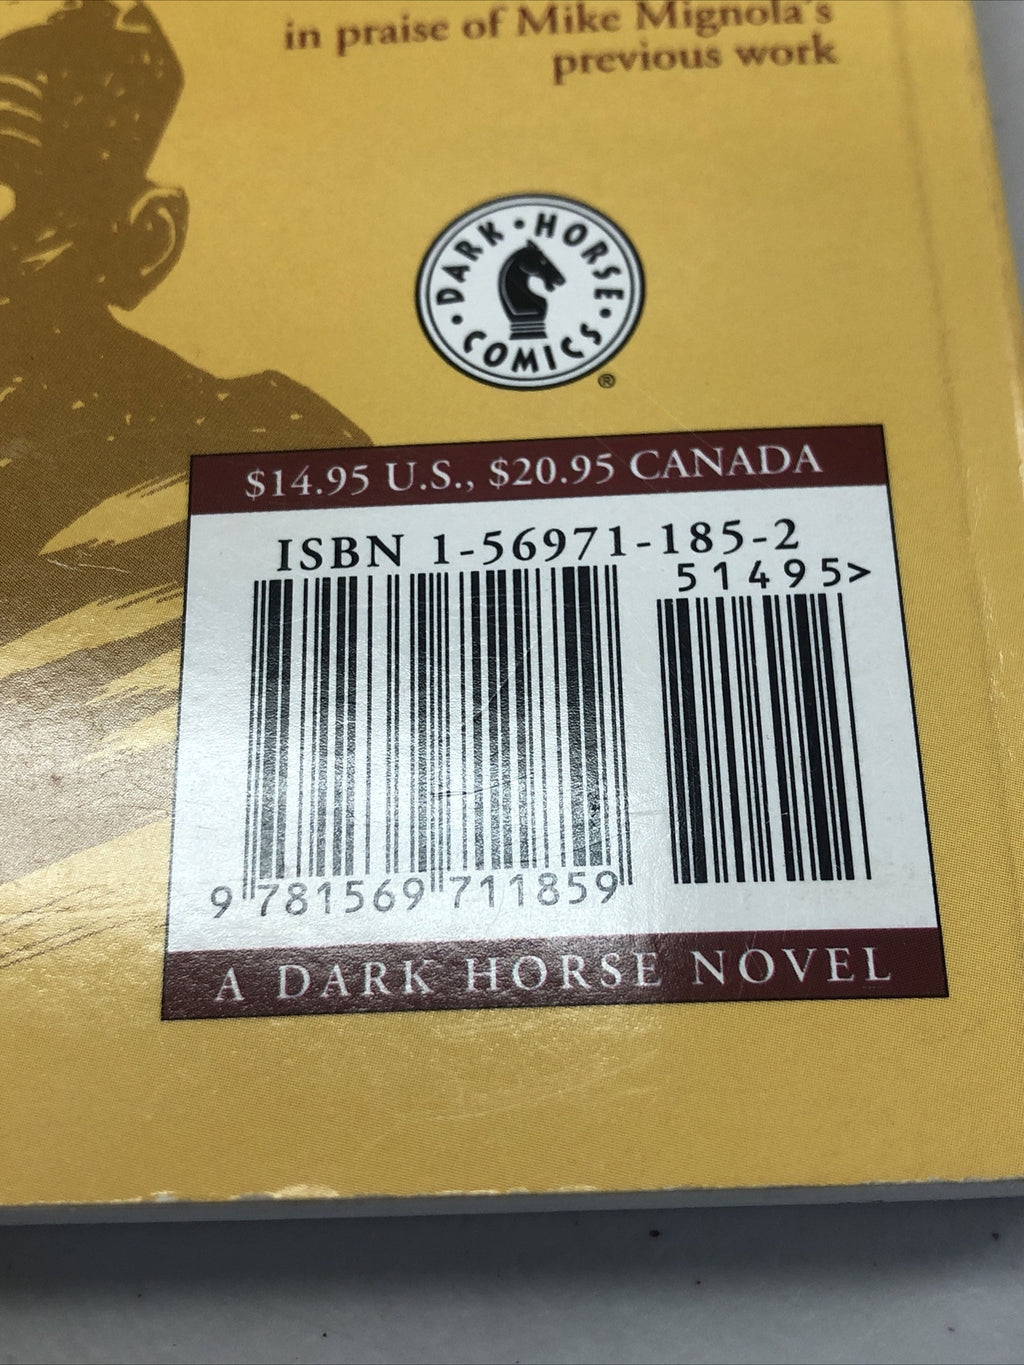 in praise of Mike Mignola's
previous work
DARK · HORSE · COMICS ·
®
$14.95 U.S., $20.95 CANADA
ISBN 1-56971-185-2
51495>
9 781569 711859
A DARK HORSE NOVEL